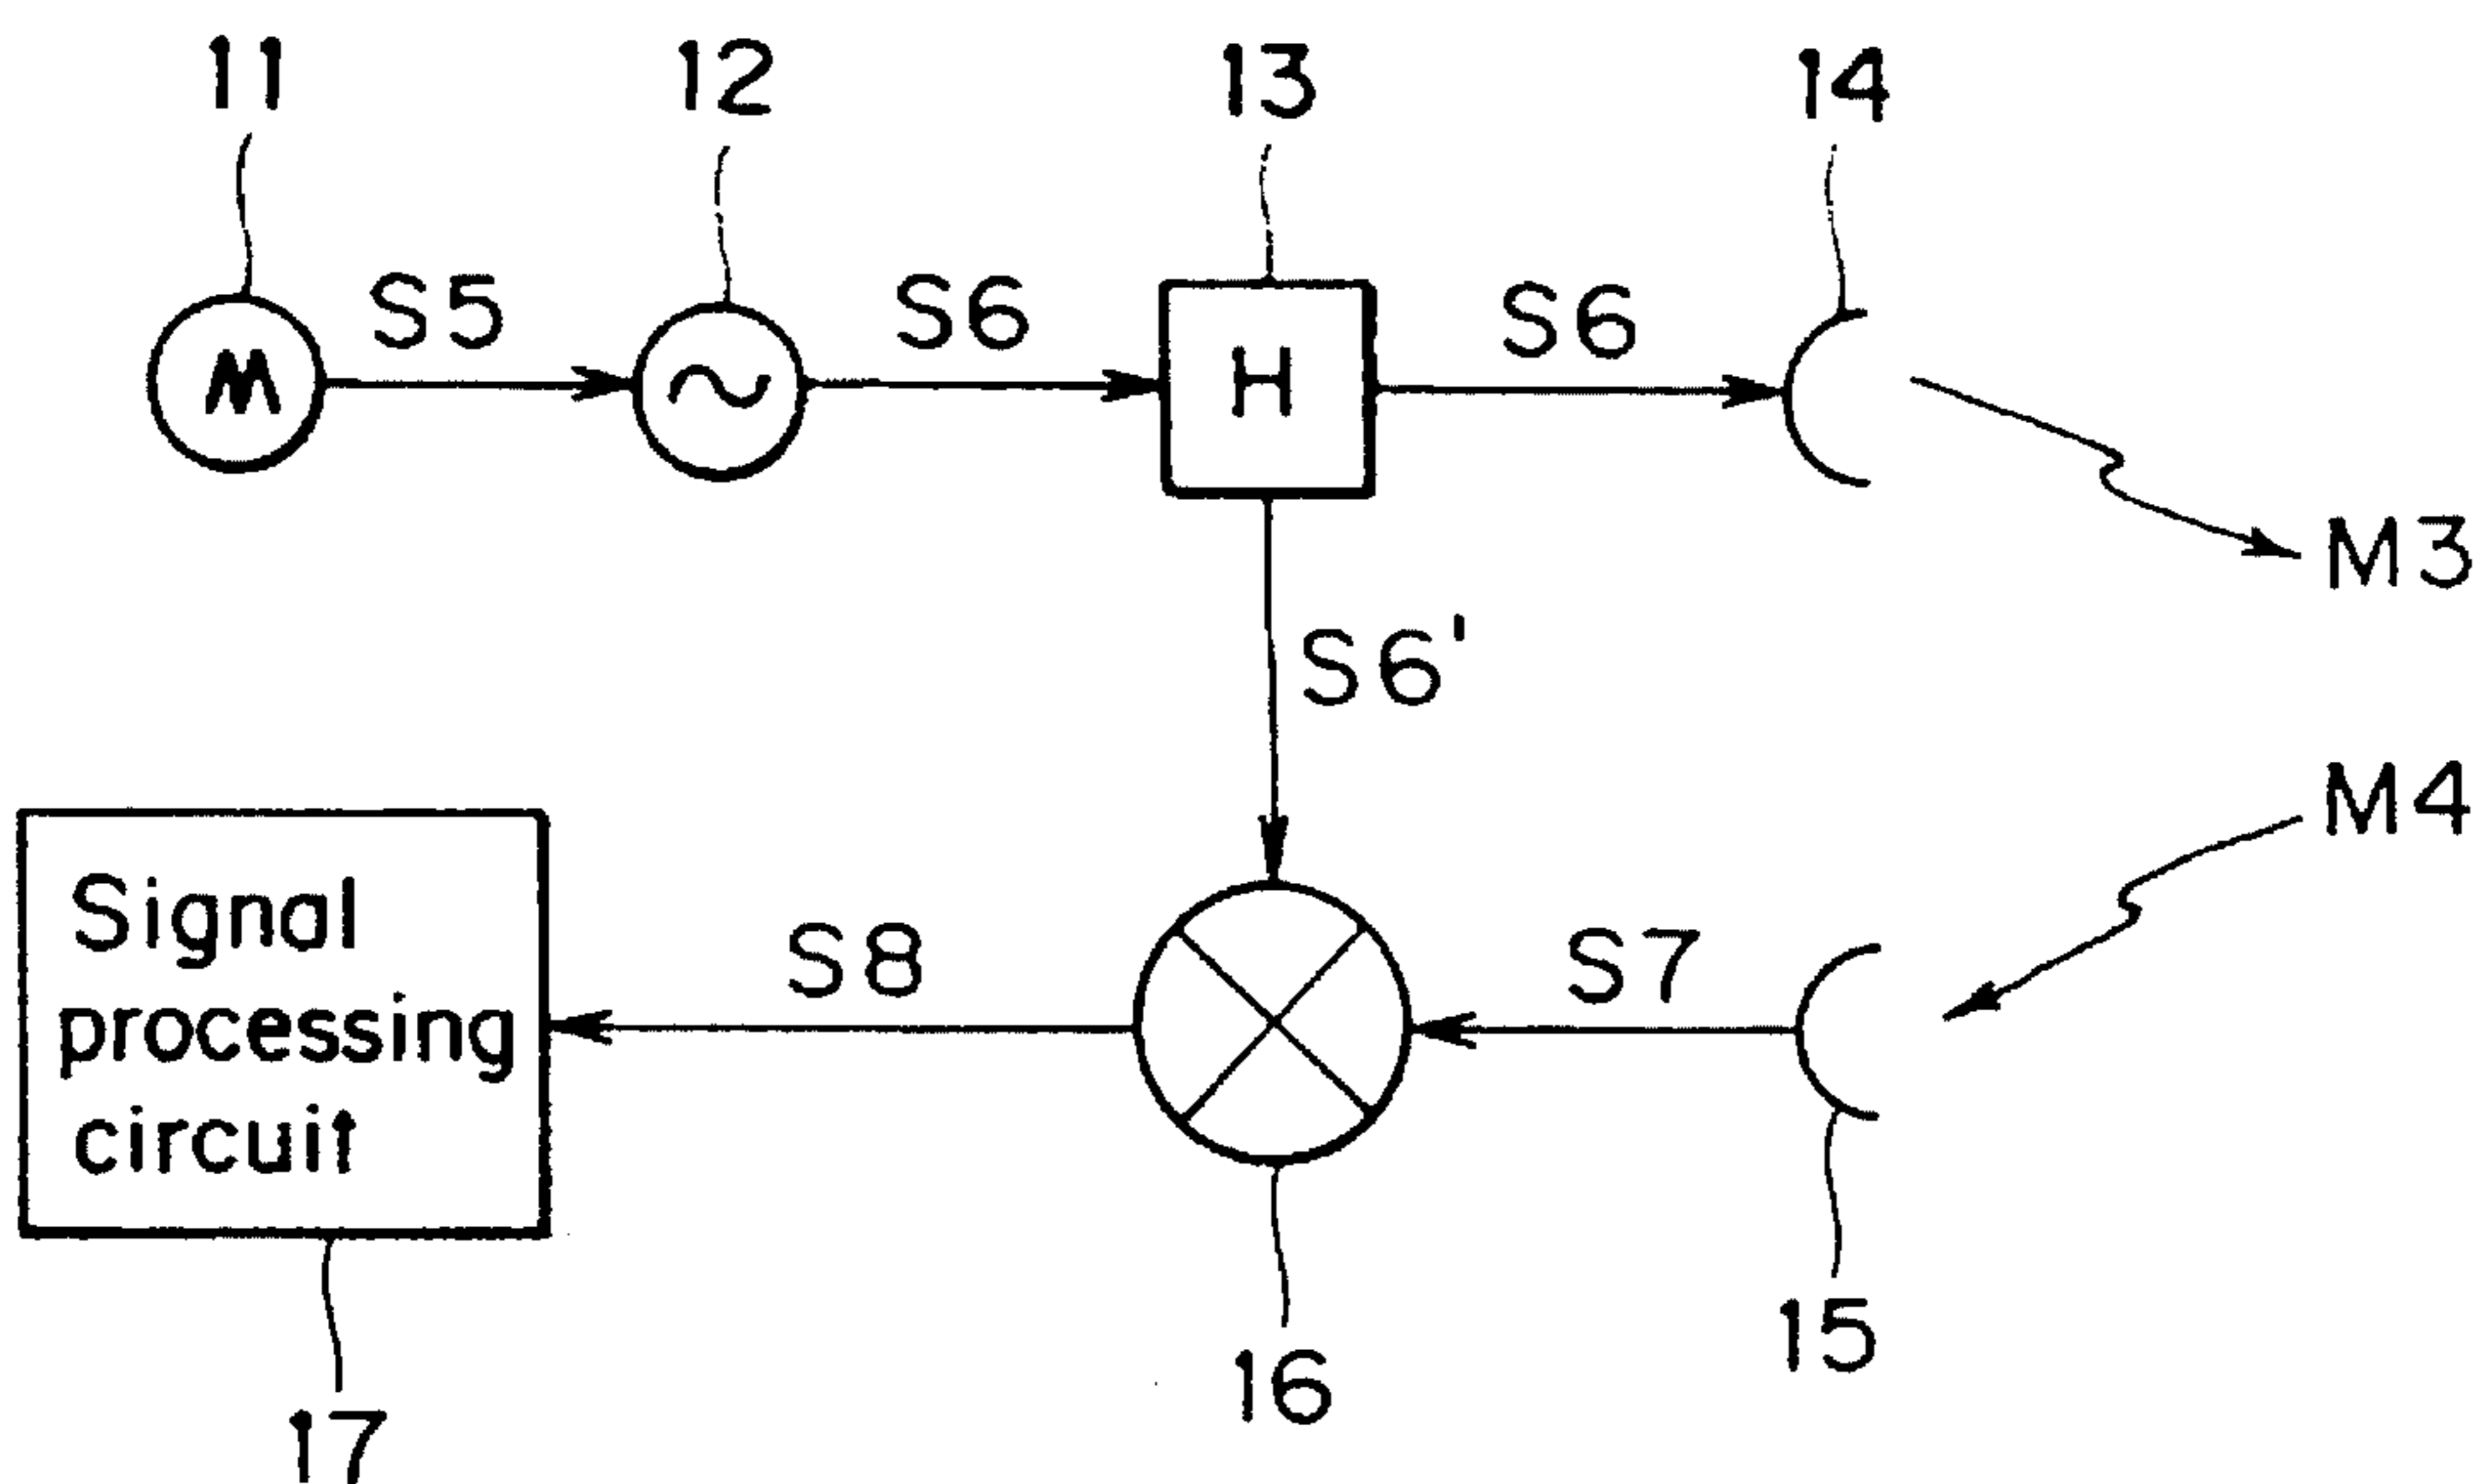 11 12 13 14
S5 S6 S6
M H
M3
S6'
M4
Signal
processing
circuit
S8 S7
15
16
17